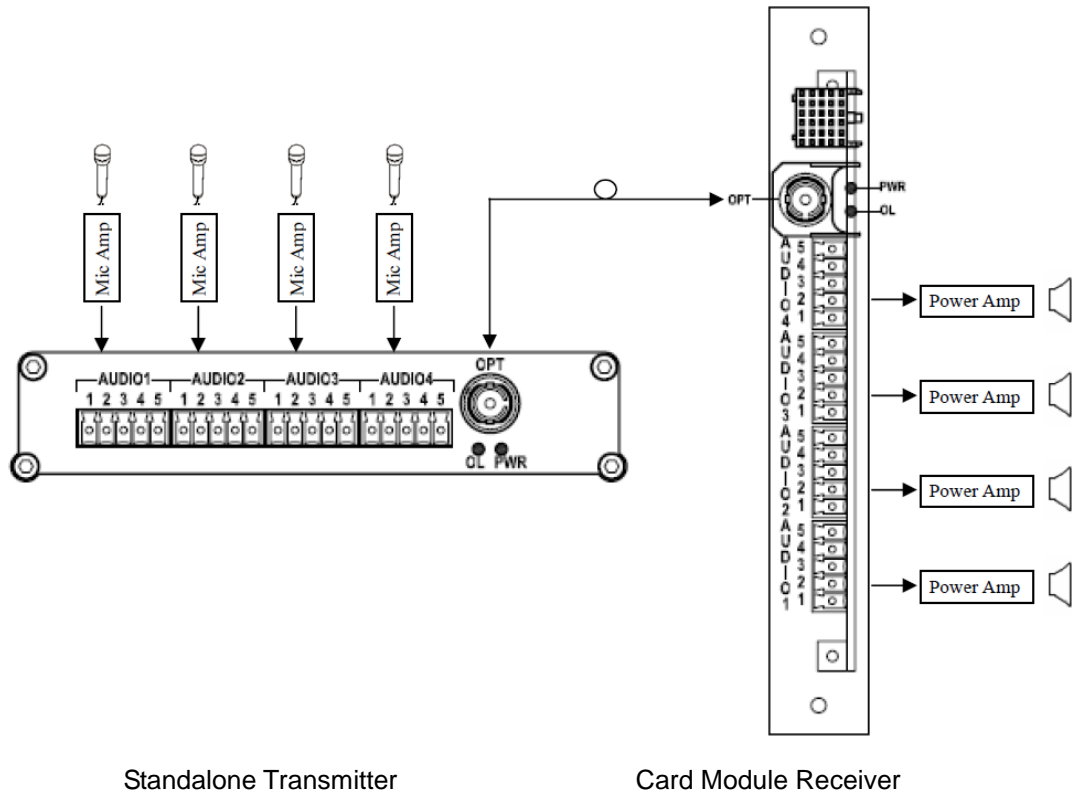 Mic Amp
Mic Amp
Mic Amp
Mic Amp
OPT
AUDIO1 AUDIO2 AUDIO3 AUDIO4
1 2 3 4 5 1 2 3 4 5 1 2 3 4 5 1 2 3 4 5
OL PWR
OPT
PWR
OL
AUDIO4
5
4
3
2
1
Power Amp
AUDIO3
5
4
3
2
1
Power Amp
AUDIO2
5
4
3
2
1
Power Amp
AUDIO1
5
4
3
2
1
Power Amp
Standalone Transmitter
Card Module Receiver